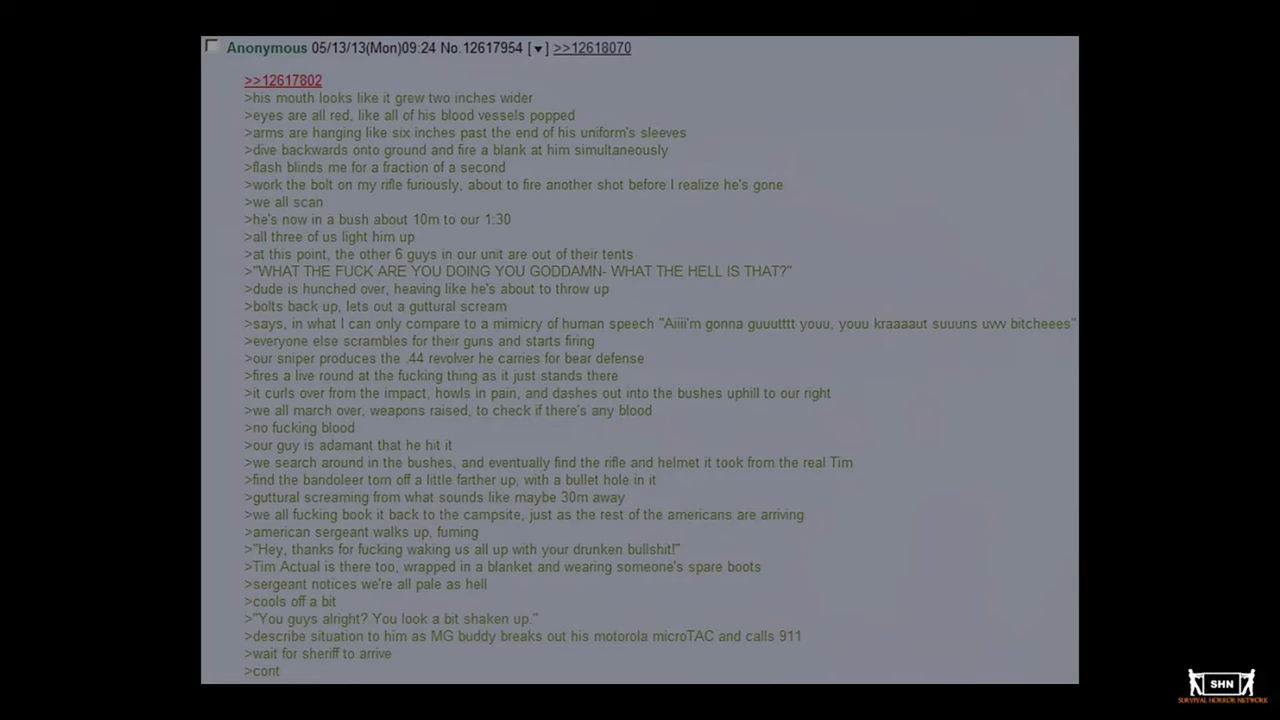 Anonymous 05/13/13(Mon)09:24 No.12617954 [▼] >>12618070
>>12617802
>his mouth looks like it grew two inches wider
>eyes are all red, like all of his blood vessels popped
>arms are hanging like six inches past the end of his uniform's sleeves
>dive backwards onto ground and fire a blank at him simultaneously
>flash blinds me for a fraction of a second
>work the bolt on my rifle furiously, about to fire another shot before I realize he's gone
>we all scan
>he's now in a bush about 10m to our 1:30
>all three of us light him up
>at this point, the other 6 guys in our unit are out of their tents
>"WHAT THE FUCK ARE YOU DOING YOU GODDAMN- WHAT THE HELL IS THAT?"
>dude is hunched over, heaving like he's about to throw up
>bolts back up, lets out a guttural scream
>says, in what I can only compare to a mimicry of human speech "Aiiii'm gonna guuutttt youu, youu kraaaaut suuuns uvvv bitcheees"
>everyone else scrambles for their guns and starts firing
>our sniper produces the .44 revolver he carries for bear defense
>fires a live round at the fucking thing as it just stands there
>it curls over from the impact, howls in pain, and dashes out into the bushes uphill to our right
>we all march over, weapons raised, to check if there's any blood
>no fucking blood
>our guy is adamant that he hit it
>we search around in the bushes, and eventually find the rifle and helmet it took from the real Tim
>find the bandoleer torn off a little farther up, with a bullet hole in it
>guttural screaming from what sounds like maybe 30m away
>we all fucking book it back to the campsite, just as the rest of the americans are arriving
>american sergeant walks up, fuming
>"Hey, thanks for fucking waking us all up with your drunken bullshit!"
>Tim Actual is there too, wrapped in a blanket and wearing someone's spare boots
>sergeant notices we're all pale as hell
>cools off a bit
>"You guys alright? You look a bit shaken up."
>describe situation to him as MG buddy breaks out his motorola microTAC and calls 911
>wait for sheriff to arrive
>cont
SHN
SURVIVAL HORROR NETWORK